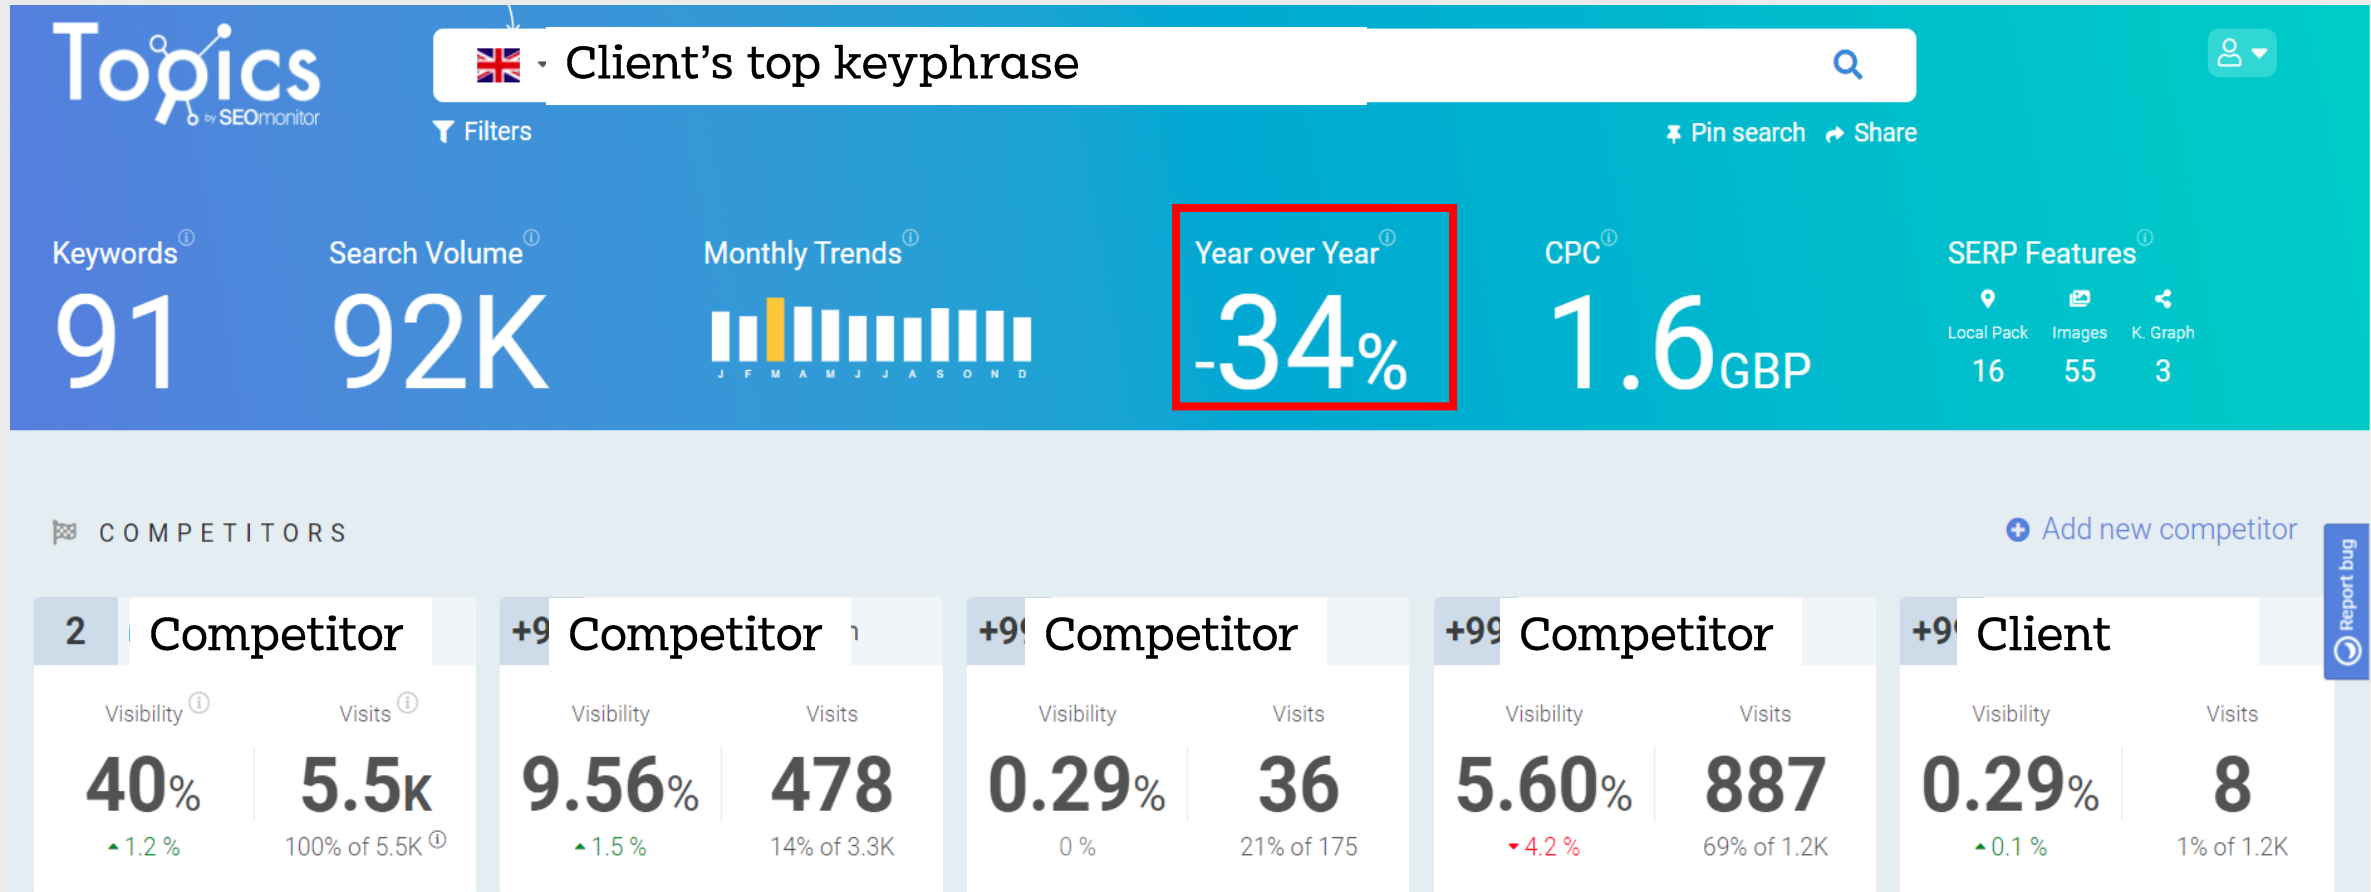 Topics
by SEOmonitor
Client's top keyphrase
Filters
Pin search
Share
Keywords
91
Search Volume
92K
Monthly Trends
J F M A M J J A S O N D
Year over Year
-34%
CPC
1.6GBP
SERP Features
Local Pack Images K. Graph
16 55 3
COMPETITORS
Add new competitor
Report bug
2 Competitor
Visibility Visits
40% 5.5K
1.2 % 100% of 5.5K
+9 Competitor
Visibility Visits
9.56% 478
1.5 % 14% of 3.3K
+9 Competitor
Visibility Visits
0.29% 36
0 % 21% of 175
+99 Competitor
Visibility Visits
5.60% 887
4.2 % 69% of 1.2K
+9 Client
Visibility Visits
0.29% 8
0.1 % 1% of 1.2K